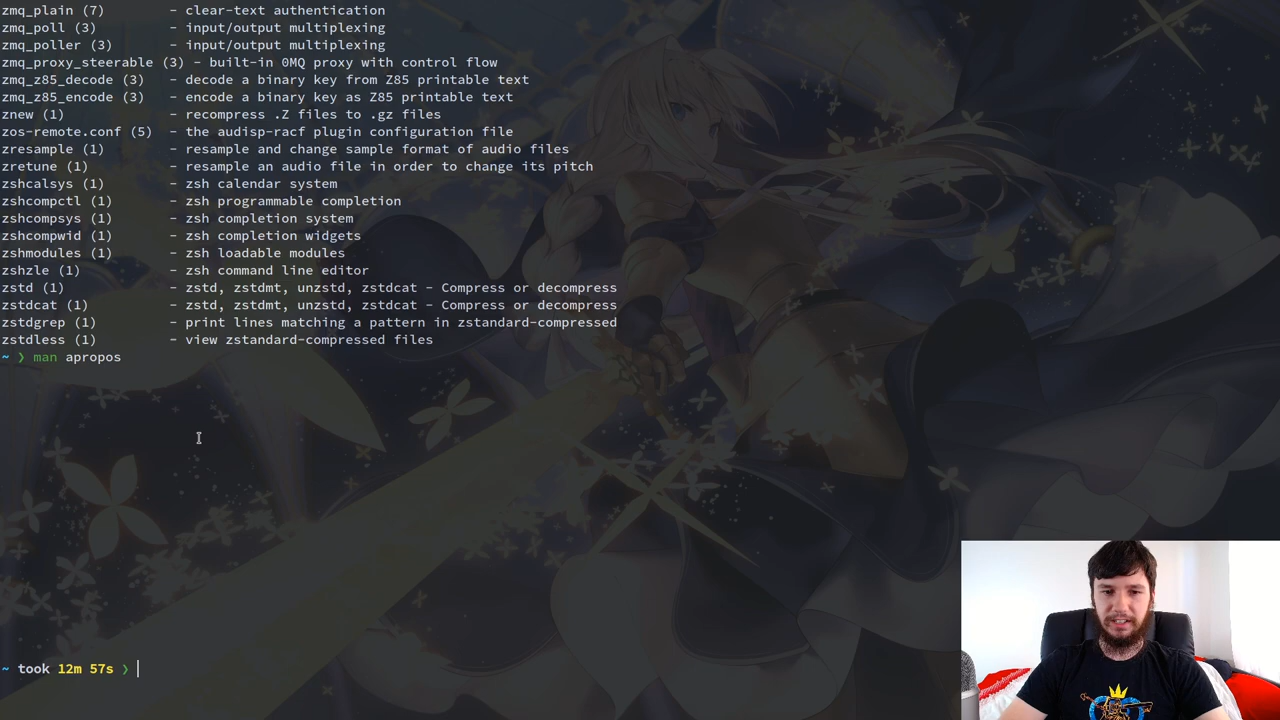 zmq_plain (7)        - clear-text authentication
zmq_poll (3)         - input/output multiplexing
zmq_poller (3)       - input/output multiplexing
zmq_proxy_steerable (3) - built-in 0MQ proxy with control flow
zmq_z85_decode (3)   - decode a binary key from Z85 printable text
zmq_z85_encode (3)   - encode a binary key as Z85 printable text
znew (1)             - recompress .Z files to .gz files
zos-remote.conf (5)  - the audisp-racf plugin configuration file
zresample (1)        - resample and change sample format of audio files
zretune (1)          - resample an audio file in order to change its pitch
zshcalsys (1)        - zsh calendar system
zshcompctl (1)       - zsh programmable completion
zshcompsys (1)       - zsh completion system
zshcompwid (1)       - zsh completion widgets
zshmodules (1)       - zsh loadable modules
zshzle (1)           - zsh command line editor
zstd (1)             - zstd, zstdmt, unzstd, zstdcat - Compress or decompress
zstdcat (1)          - zstd, zstdmt, unzstd, zstdcat - Compress or decompress
zstdgrep (1)         - print lines matching a pattern in zstandard-compressed
zstdless (1)         - view zstandard-compressed files
~ ❯ man apropos
~ took 12m 57s ❯